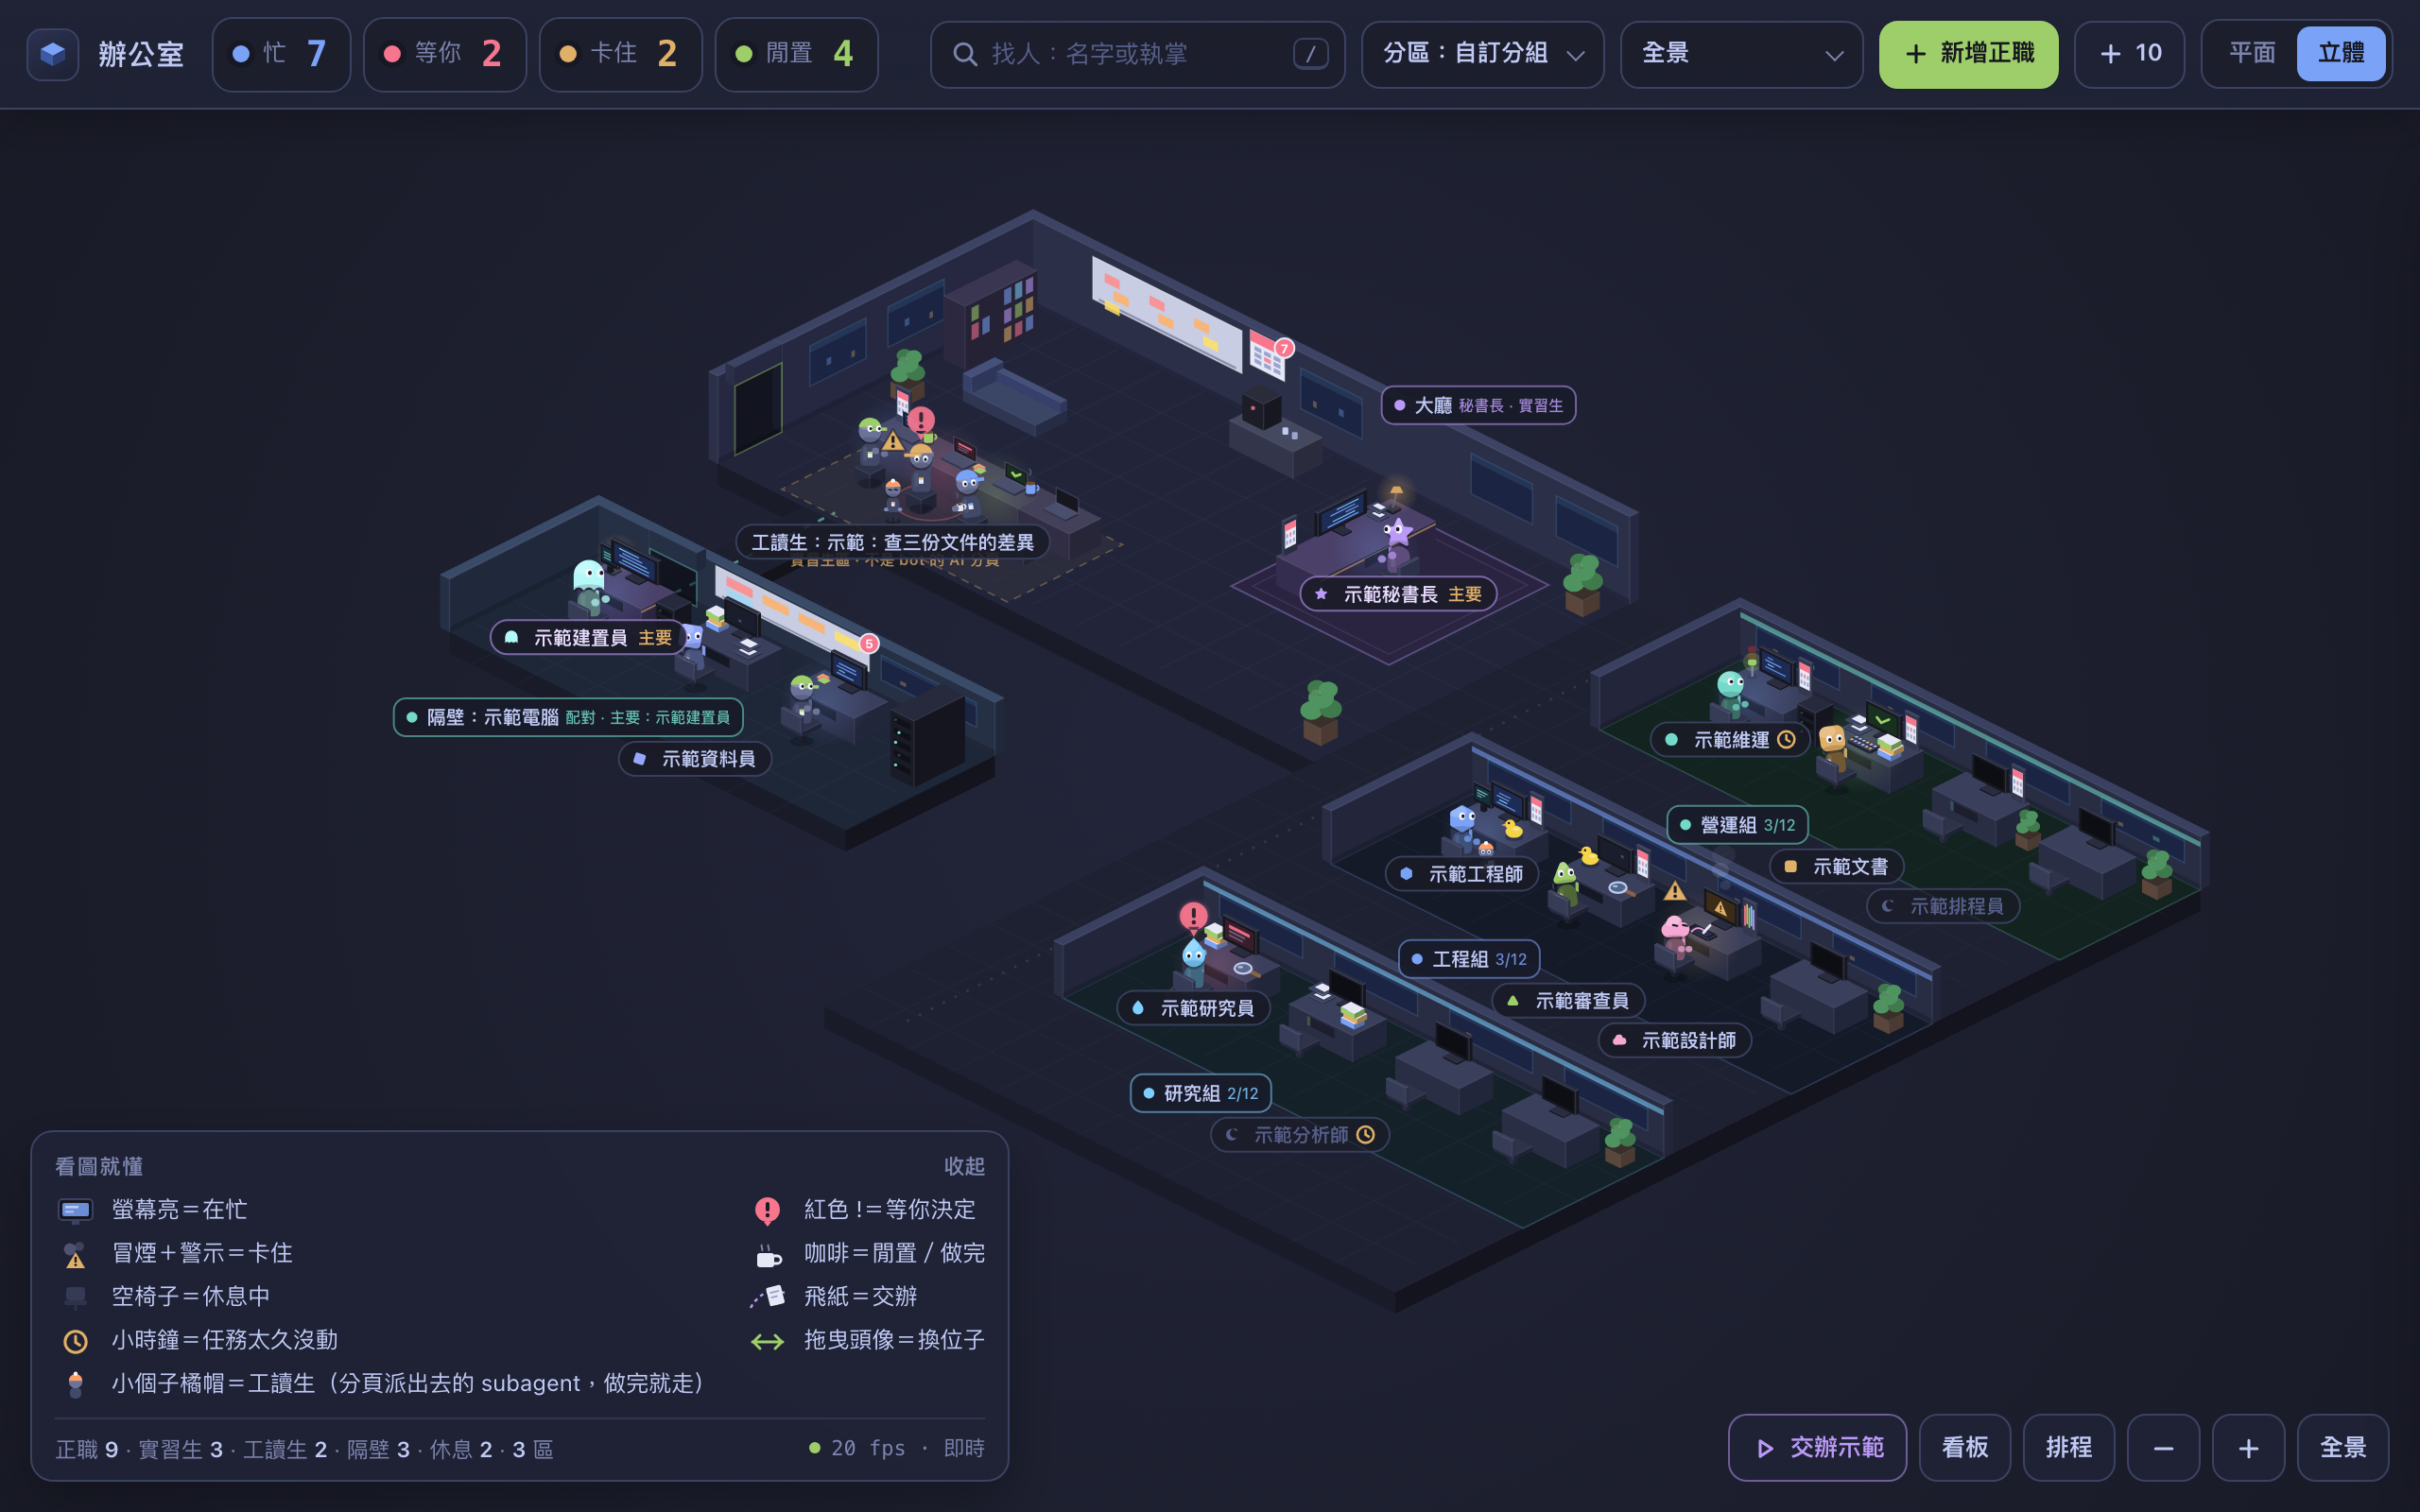 辦公室
忙 7
等你 2
卡住 2
閒置 4
找人：名字或執掌 /
分區：自訂分組
全景
+ 新增正職
+ 10
平面 立體
7
大廳 秘書長 · 實習生
工讀生：示範：查三份文件的差異
示範秘書長 主要
示範建置員 主要
5
隔壁：示範電腦 配對 · 主要：示範建置員
示範資料員
示範維運
營運組 3/12
示範文書
示範排程員
示範工程師
工程組 3/12
示範審查員
示範設計師
示範研究員
研究組 2/12
示範分析師
看圖就懂 收起
螢幕亮＝在忙
紅色 !＝等你決定
冒煙＋警示＝卡住
咖啡＝閒置 / 做完
空椅子＝休息中
飛紙＝交辦
小時鐘＝任務太久沒動
拖曳頭像＝換位子
小個子橘帽＝工讀生（分頁派出去的 subagent，做完就走）
正職 9 · 實習生 3 · 工讀生 2 · 隔壁 3 · 休息 2 · 3 區
20 fps · 即時
交辦示範
看板
排程
−
+
全景